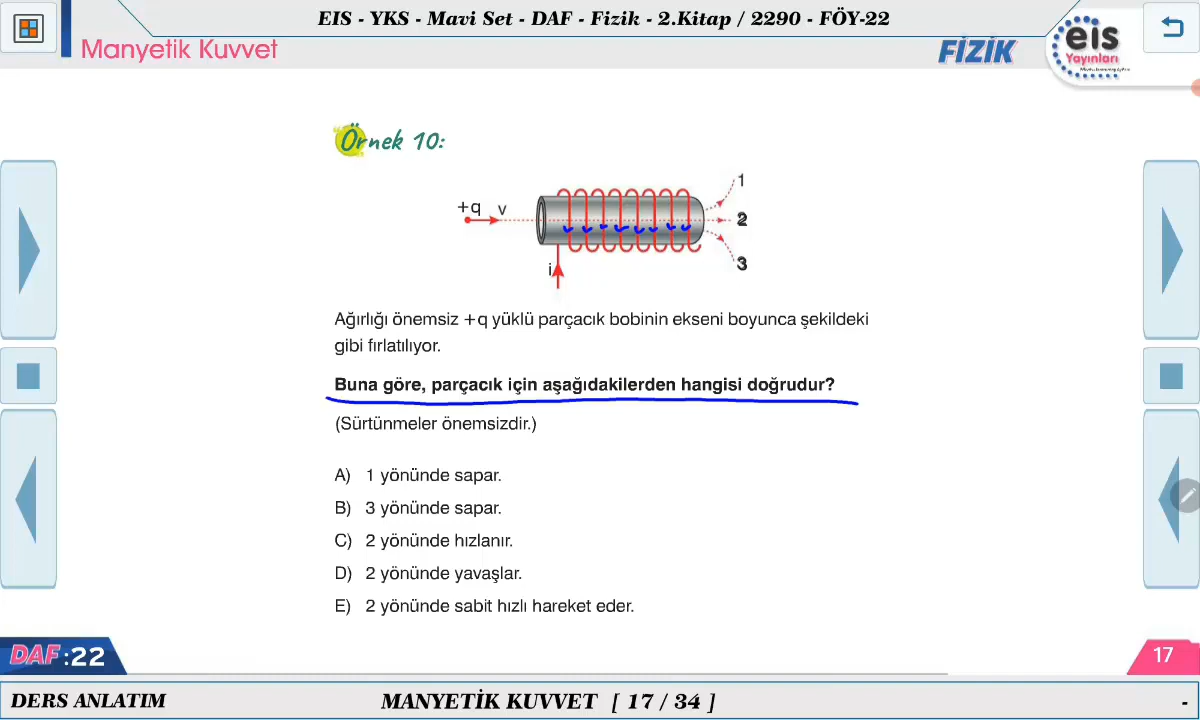 EIS - YKS - Mavi Set - DAF - Fizik - 2.Kitap / 2290 - FÖY-22
Manyetik Kuvvet
FİZİK
eis
Yayınları
Örnek 10:
+q v
1
2
3
i
Ağırlığı önemsiz +q yüklü parçacık bobinin ekseni boyunca şekildeki
gibi fırlatılıyor.
Buna göre, parçacık için aşağıdakilerden hangisi doğrudur?
(Sürtünmeler önemsizdir.)
A) 1 yönünde sapar.
B) 3 yönünde sapar.
C) 2 yönünde hızlanır.
D) 2 yönünde yavaşlar.
E) 2 yönünde sabit hızlı hareket eder.
DAF:22
17
DERS ANLATIM
MANYETİK KUVVET [ 17 / 34 ]
-